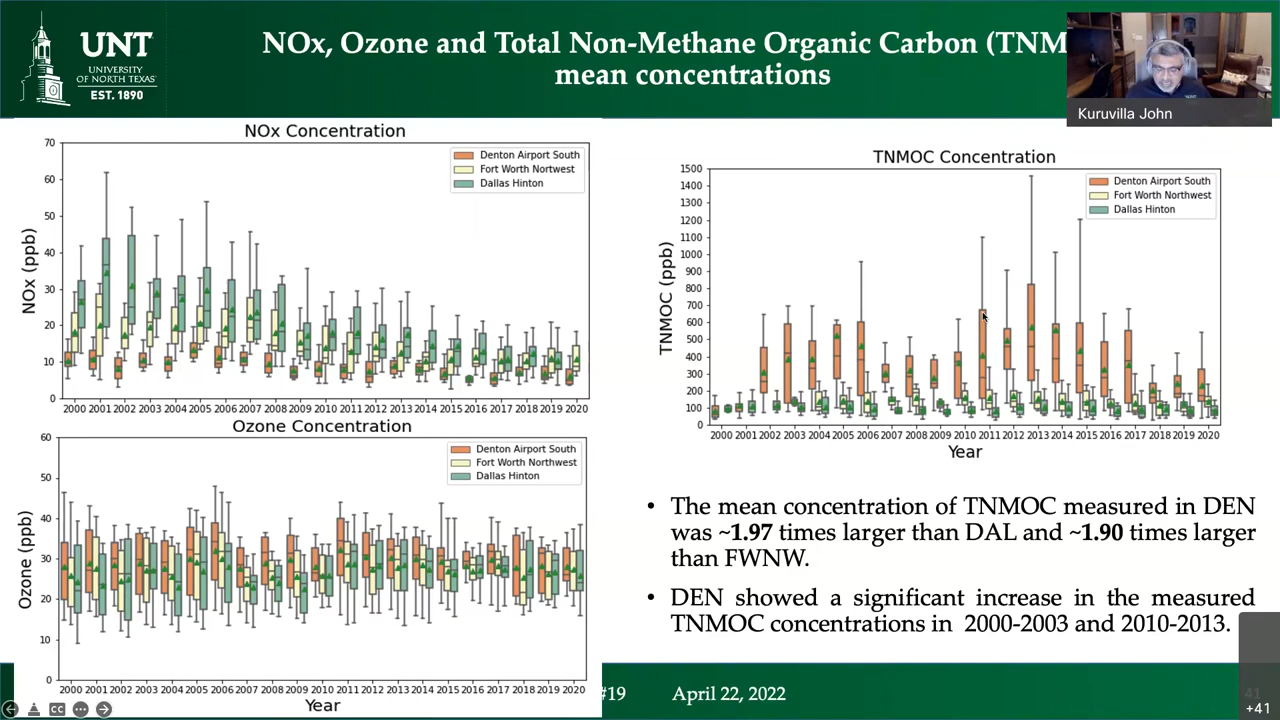 UNT
UNIVERSITY
OF NORTH TEXAS
EST. 1890
NOx, Ozone and Total Non-Methane Organic Carbon (TNM
mean concentrations
Kuruvilla John
NOx Concentration
70
60
50
40
30
20
10
0
NOx (ppb)
Denton Airport South
Fort Worth Nortwest
Dallas Hinton
2000 2001 2002 2003 2004 2005 2006 2007 2008 2009 2010 2011 2012 2013 2014 2015 2016 2017 2018 2019 2020
Ozone Concentration
60
50
40
30
20
10
0
Ozone (ppb)
Denton Airport South
Fort Worth Northwest
Dallas Hinton
2000 2001 2002 2003 2004 2005 2006 2007 2008 2009 2010 2011 2012 2013 2014 2015 2016 2017 2018 2019 2020
Year
TNMOC Concentration
1500
1400
1300
1200
1100
1000
900
800
700
600
500
400
300
200
100
0
TNMOC (ppb)
Denton Airport South
Fort Worth Northwest
Dallas Hinton
2000 2001 2002 2003 2004 2005 2006 2007 2008 2009 2010 2011 2012 2013 2014 2015 2016 2017 2018 2019 2020
Year
• The mean concentration of TNMOC measured in DEN
was ~1.97 times larger than DAL and ~1.90 times larger
than FWNW.
• DEN showed a significant increase in the measured
TNMOC concentrations in 2000-2003 and 2010-2013.
#19
April 22, 2022
41
+41
CC